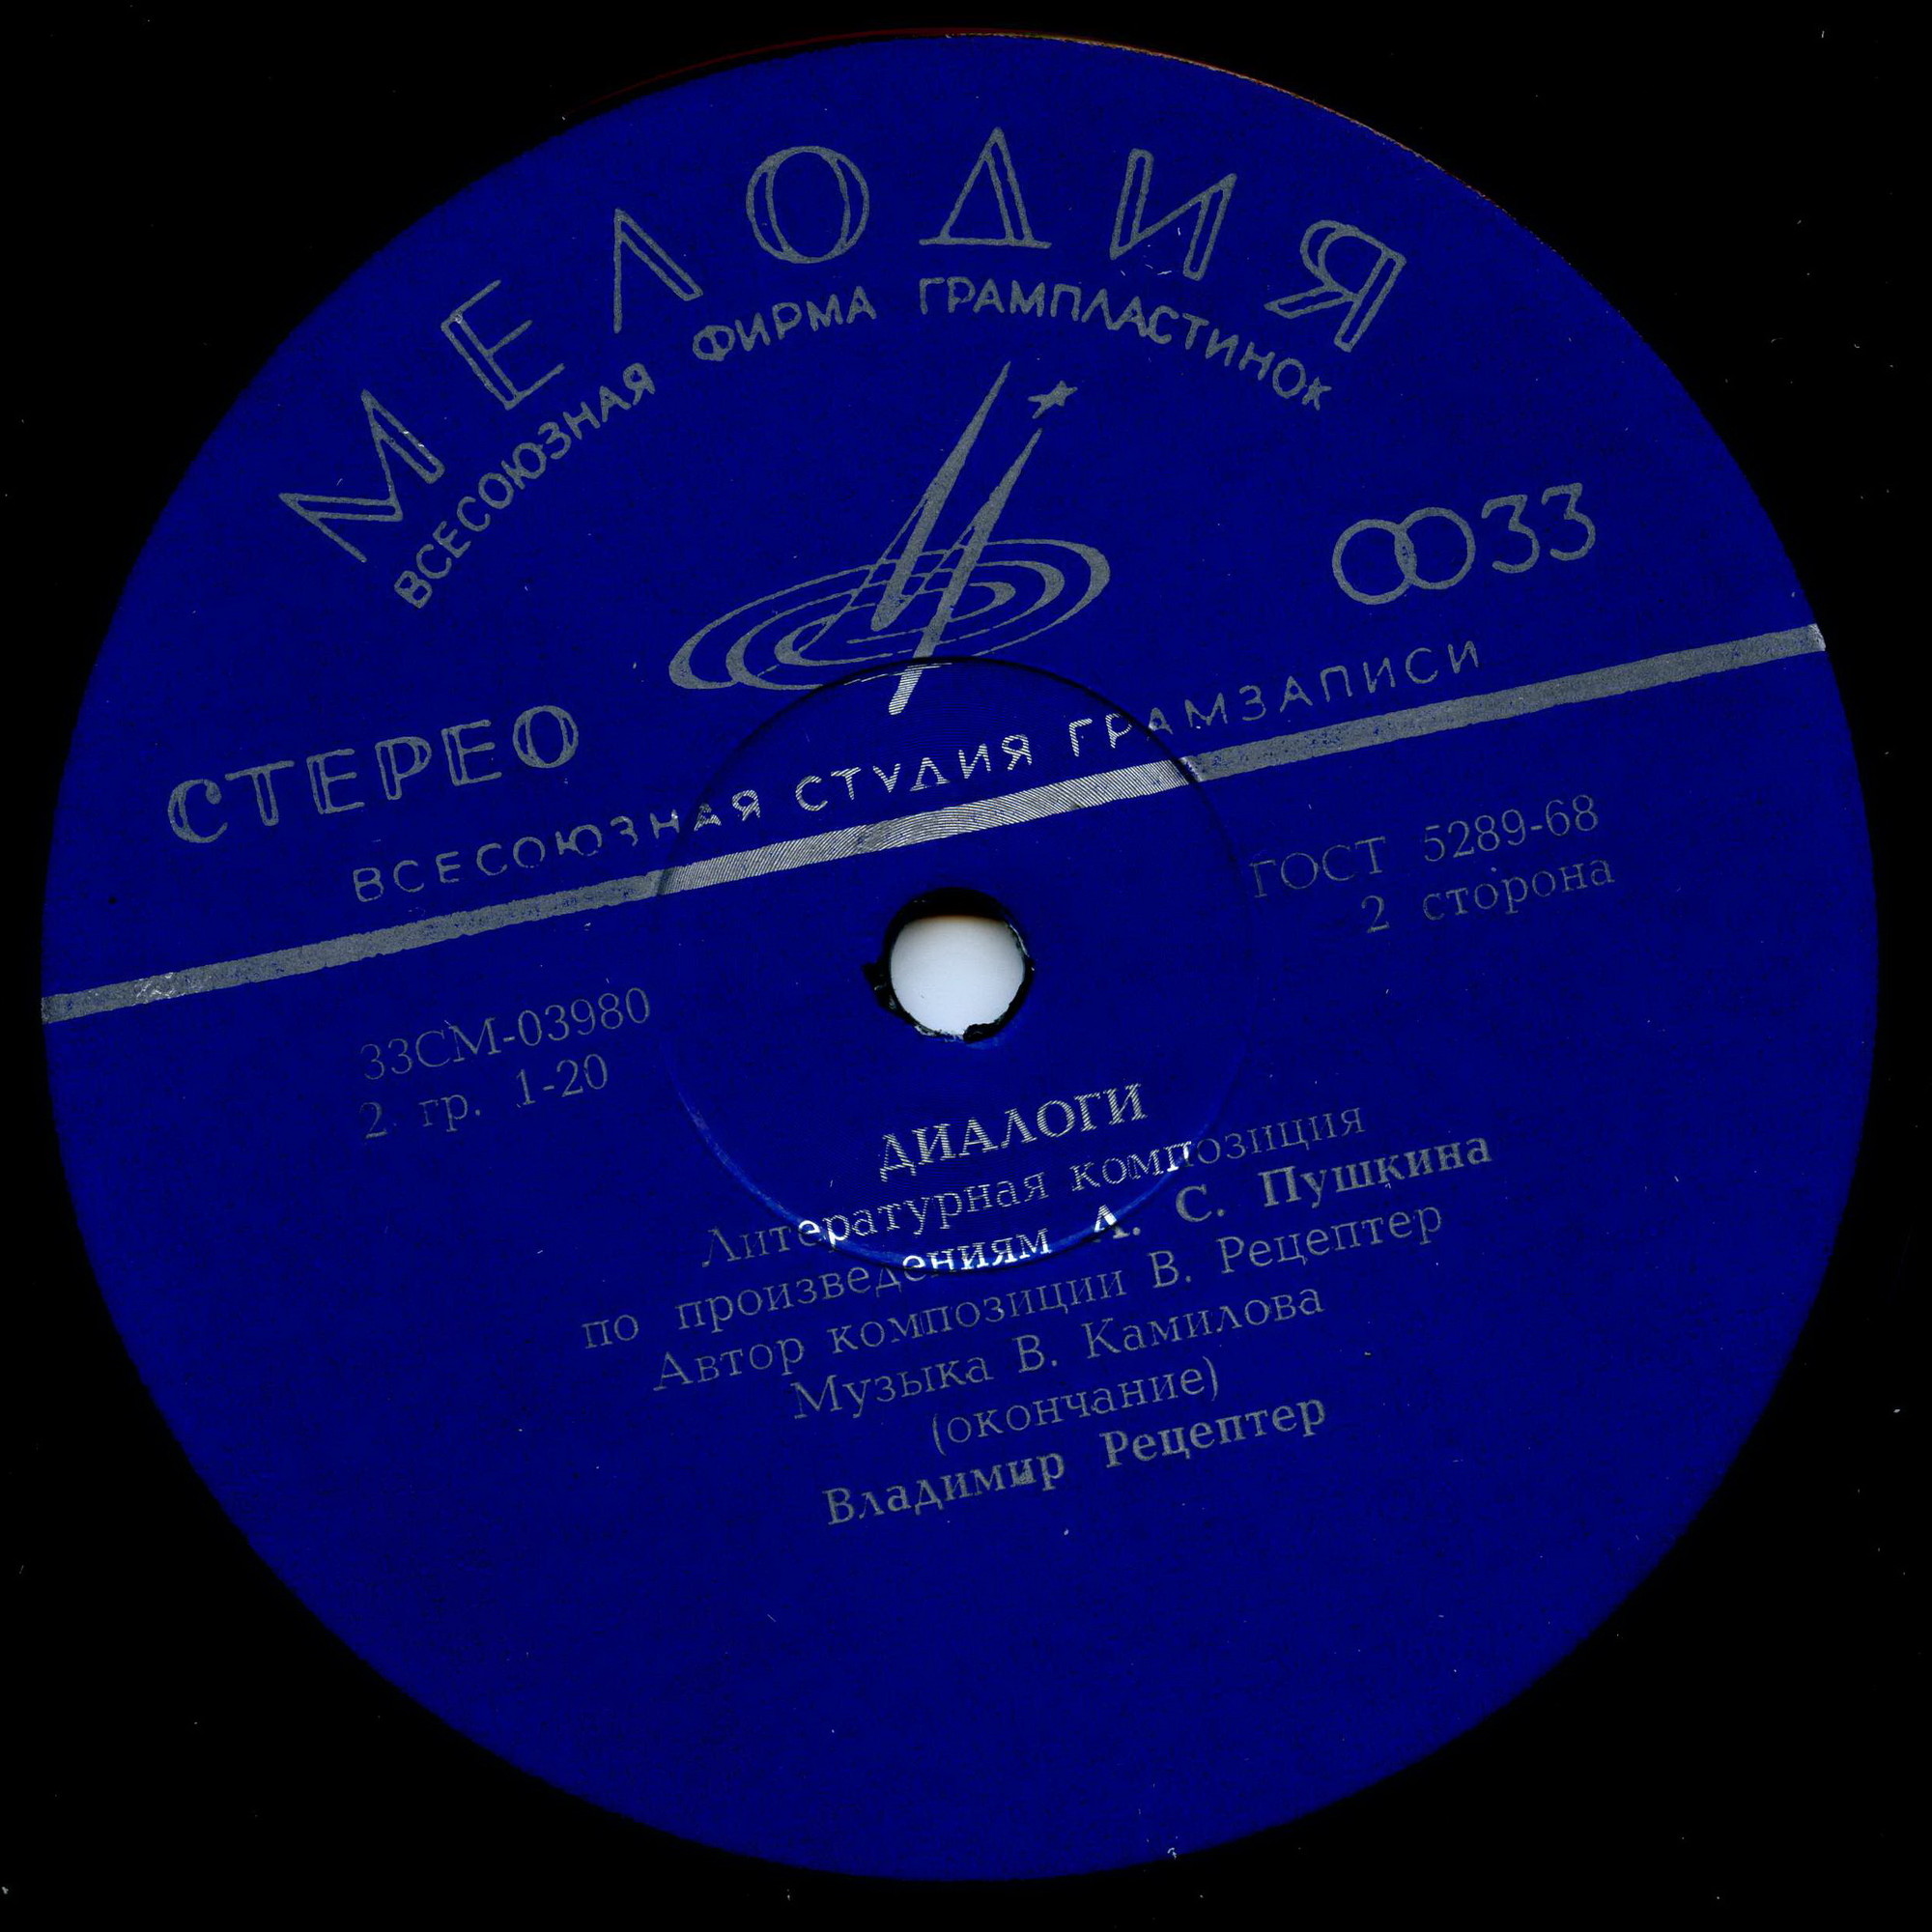 МЕЛОДИЯ
ВСЕСОЮЗНАЯ ФИРМА ГРАМПЛАСТИНОК
33
СТЕРЕО
ВСЕСОЮЗНАЯ СТУДИЯ ГРАМЗАПИСИ
ГОСТ 5289-68
2 сторона
33СМ-03980
2 гр. 1-20
ДИАЛОГИ
Литературная композиция
по произведениям А. С. Пушкина
Автор композиции В. Рецептер
Музыка В. Камилова
(окончание)
Владимир Рецептер